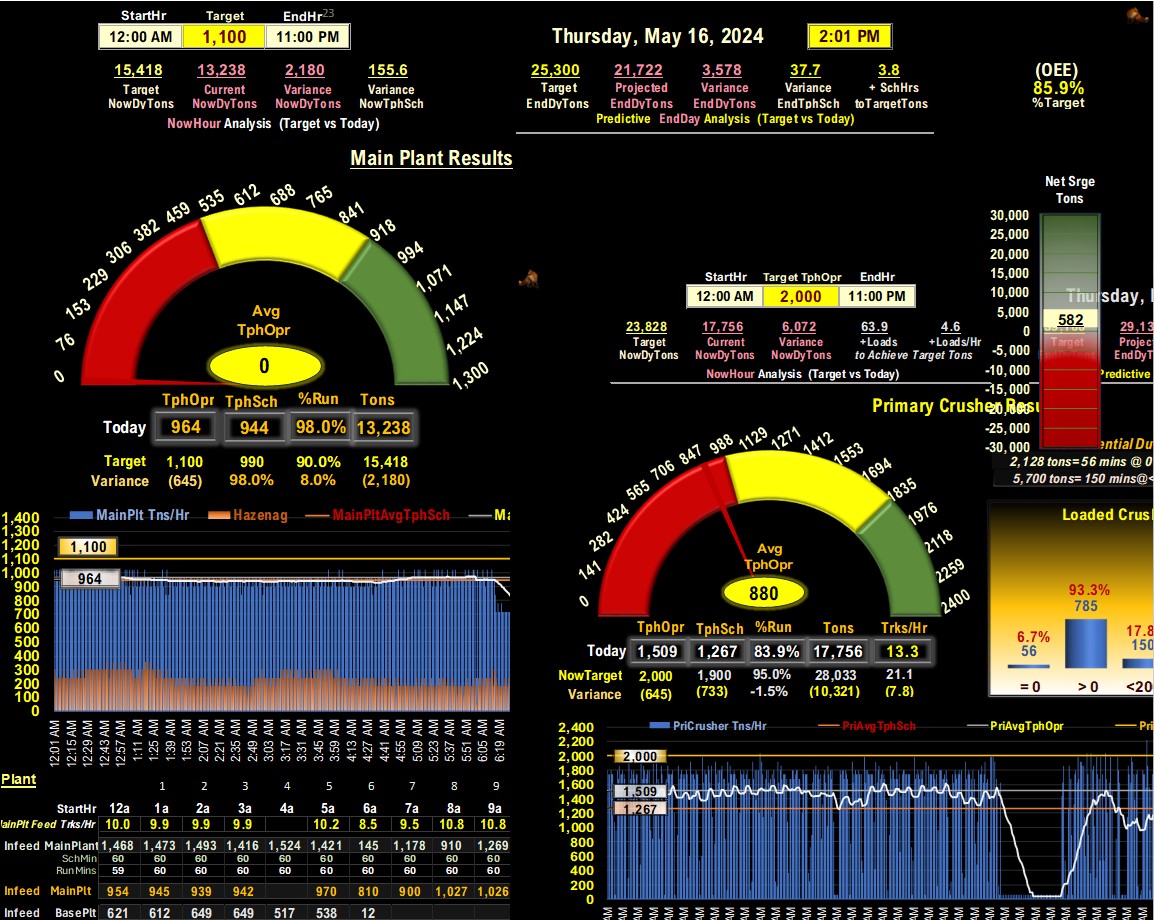 StartHr Target EndHr 23
12:00 AM 1,100 11:00 PM
Thursday, May 16, 2024 2:01 PM
15,418 13,238 2,180 155.6
Target Current Variance Variance
NowDyTons NowDyTons NowDyTons NowTphSch
NowHour Analysis (Target vs Today)
25,300 21,722 3,578 37.7 3.8
Target Projected Variance Variance + SchHrs
EndDyTons EndDyTons EndDyTons EndTphSch toTargetTons
Predictive EndDay Analysis (Target vs Today)
(OEE)
85.9%
%Target
Main Plant Results
0 76 153 229 306 382 459 535 612 688 765 841 918 994 1,071 1,147 1,224 1,300
Avg
TphOpr
0
TphOpr TphSch %Run Tons
Today 964 944 98.0% 13,238
Target 1,100 990 90.0% 15,418
Variance (645) 98.0% 8.0% (2,180)
Net Srge
Tons
30,000
25,000
20,000
15,000
10,000
5,000
0
-5,000
-10,000
-15,000
-20,000
-25,000
-30,000
582
Thursday,
StartHr Target TphOpr EndHr
12:00 AM 2,000 11:00 PM
23,828 17,756 6,072 63.9 4.6
Target Current Variance +Loads +Loads/Hr
NowDyTons NowDyTons NowDyTons to Achieve Target Tons
NowHour Analysis (Target vs Today)
29,13
Target Projec
EndDyT
Predictive
Primary Crusher Resu
ential Du
2,128 tons=56 mins @ 0
5,700 tons=150 mins@<
0 141 282 424 565 706 847 988 1129 1271 1412 1553 1694 1835 1976 2118 2259 2400
Avg
TphOpr
880
TphOpr TphSch %Run Tons Trks/Hr
Today 1,509 1,267 83.9% 17,756 13.3
NowTarget 2,000 1,900 95.0% 28,033 21.1
Variance (645) (733) -1.5% (10,321) (7.8)
Loaded Crus
6.7% 93.3% 17.8
56 785 150
= 0 > 0 <20
MainPlt Tns/Hr Hazenag MainPltAvgTphSch Ma
1,400
1,300
1,200
1,100
1,000
900
800
700
600
500
400
300
200
100
0
1,100
964
12:01 AM 12:15 AM 12:29 AM 12:43 AM 12:57 AM 1:11 AM 1:25 AM 1:39 AM 1:53 AM 2:07 AM 2:21 AM 2:35 AM 2:49 AM 3:03 AM 3:17 AM 3:31 AM 3:45 AM 3:59 AM 4:13 AM 4:27 AM 4:41 AM 4:55 AM 5:09 AM 5:23 AM 5:37 AM 5:51 AM 6:05 AM 6:19 AM
PriCrusher Tns/Hr PriAvgTphSch PriAvgTphOpr Pri
2,400
2,200
2,000
1,800
1,600
1,400
1,200
1,000
800
600
400
200
0
2,000
1,509
1,267
Plant
1 2 3 4 5 6 7 8 9
StartHr 12a 1a 2a 3a 4a 5a 6a 7a 8a 9a
ainPlt Feed Trks/Hr 10.0 9.9 9.9 9.9 10.2 8.5 9.5 10.8 10.8
Infeed MainPlant 1,468 1,473 1,493 1,416 1,524 1,421 145 1,178 910 1,269
SchMin 60 60 60 60 60 60 60 60 60
RunMins 59 60 60 60 60 60 60 60 60
Infeed MainPlt 954 945 939 942 970 810 900 1,027 1,026
Infeed BasePlt 621 612 649 649 517 538 12